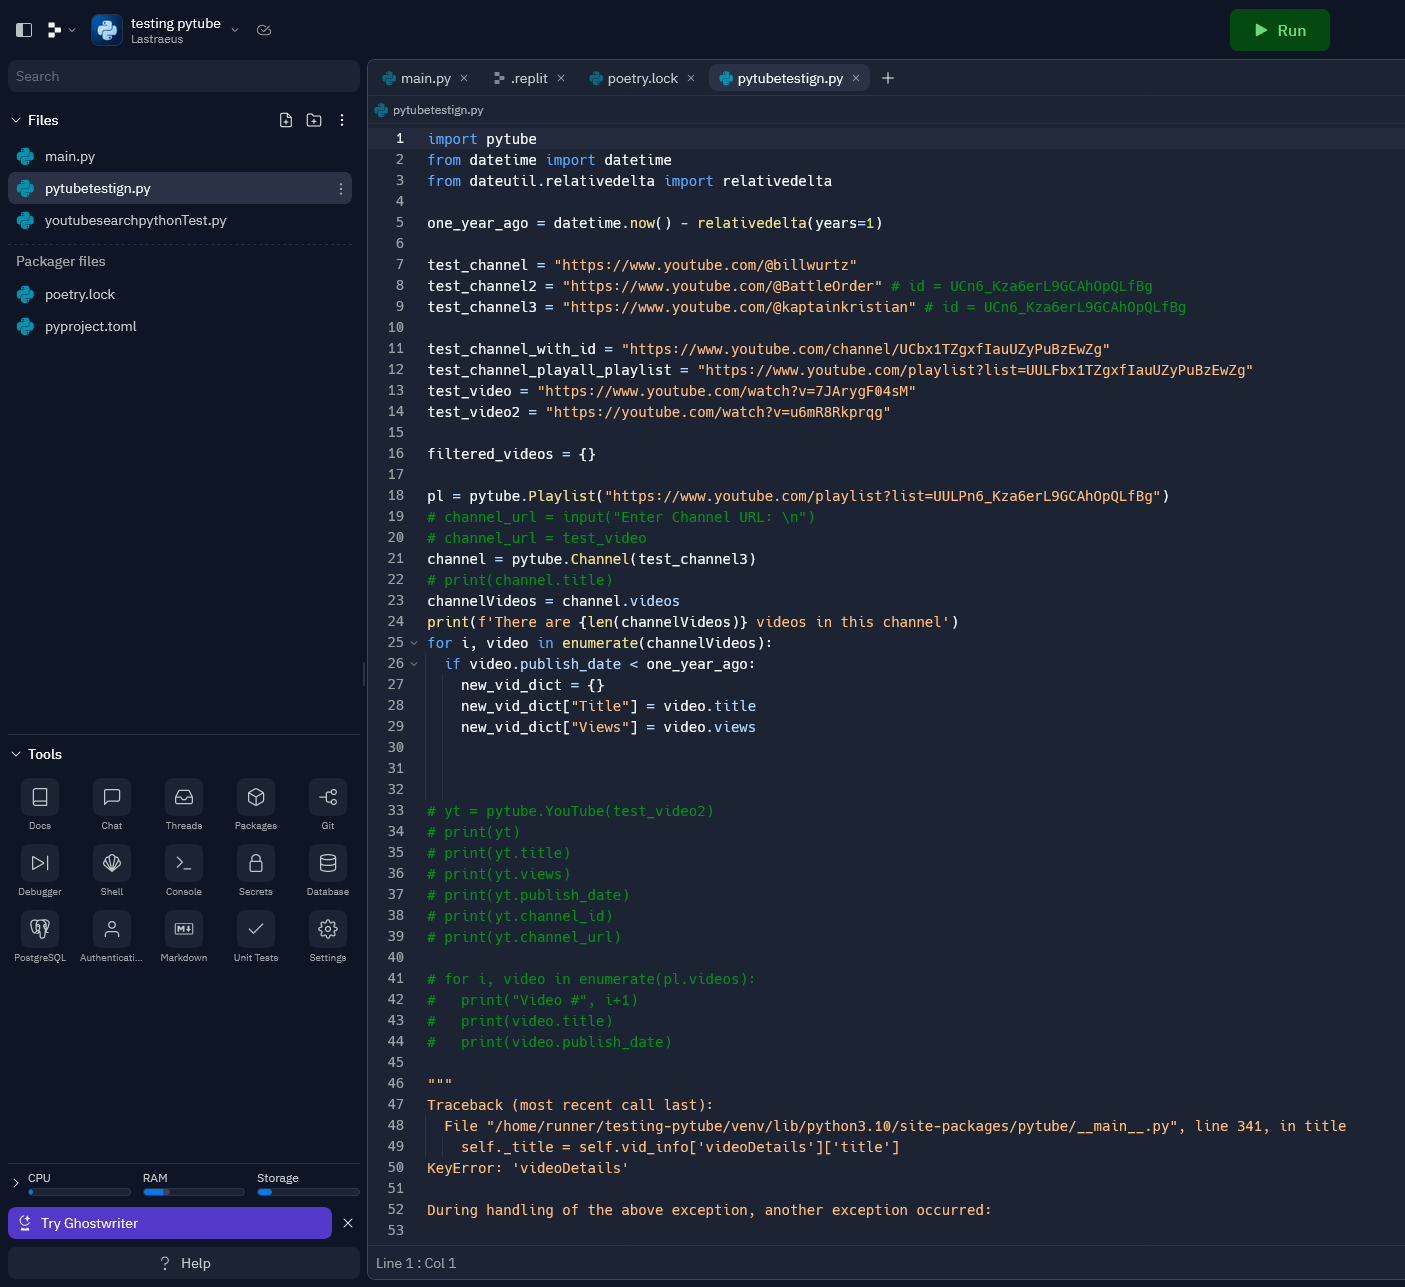 testing pytube
Lastraeus
Run
Search
main.py
.replit
poetry.lock
pytubetestign.py
pytubetestign.py
Files
main.py
pytubetestign.py
youtubesearchpythonTest.py
Packager files
poetry.lock
pyproject.toml
Tools
Docs
Chat
Threads
Packages
Git
Debugger
Shell
Console
Secrets
Database
PostgreSQL
Authenticati...
Markdown
Unit Tests
Settings
CPU
RAM
Storage
Try Ghostwriter
Help
1 import pytube
2 from datetime import datetime
3 from dateutil.relativedelta import relativedelta
4
5 one_year_ago = datetime.now() - relativedelta(years=1)
6
7 test_channel = "https://www.youtube.com/@billwurtz"
8 test_channel2 = "https://www.youtube.com/@BattleOrder" # id = UCn6_Kza6erL9GCAhOpQLfBg
9 test_channel3 = "https://www.youtube.com/@kaptainkristian" # id = UCn6_Kza6erL9GCAhOpQLfBg
10
11 test_channel_with_id = "https://www.youtube.com/channel/UCbx1TZgxfIauUZyPuBzEwZg"
12 test_channel_playall_playlist = "https://www.youtube.com/playlist?list=UULFbx1TZgxfIauUZyPuBzEwZg"
13 test_video = "https://www.youtube.com/watch?v=7JArygF04sM"
14 test_video2 = "https://youtube.com/watch?v=u6mR8Rkprqg"
15
16 filtered_videos = {}
17
18 pl = pytube.Playlist("https://www.youtube.com/playlist?list=UULPn6_Kza6erL9GCAhOpQLfBg")
19 # channel_url = input("Enter Channel URL: \n")
20 # channel_url = test_video
21 channel = pytube.Channel(test_channel3)
22 # print(channel.title)
23 channelVideos = channel.videos
24 print(f'There are {len(channelVideos)} videos in this channel')
25 for i, video in enumerate(channelVideos):
26   if video.publish_date < one_year_ago:
27     new_vid_dict = {}
28     new_vid_dict["Title"] = video.title
29     new_vid_dict["Views"] = video.views
30
31
32
33 # yt = pytube.YouTube(test_video2)
34 # print(yt)
35 # print(yt.title)
36 # print(yt.views)
37 # print(yt.publish_date)
38 # print(yt.channel_id)
39 # print(yt.channel_url)
40
41 # for i, video in enumerate(pl.videos):
42 #   print("Video #", i+1)
43 #   print(video.title)
44 #   print(video.publish_date)
45
46 """
47 Traceback (most recent call last):
48   File "/home/runner/testing-pytube/venv/lib/python3.10/site-packages/pytube/__main__.py", line 341, in title
49     self._title = self.vid_info['videoDetails']['title']
50 KeyError: 'videoDetails'
51
52 During handling of the above exception, another exception occurred:
53
Line 1 : Col 1